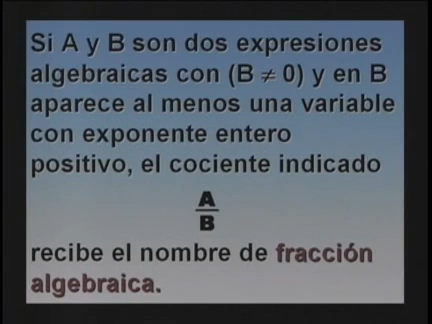 Si A y B son dos expresiones
algebraicas con (B ≠ 0) y en B
aparece al menos una variable
con exponente entero
positivo, el cociente indicado
A
B
recibe el nombre de fracción
algebraica.